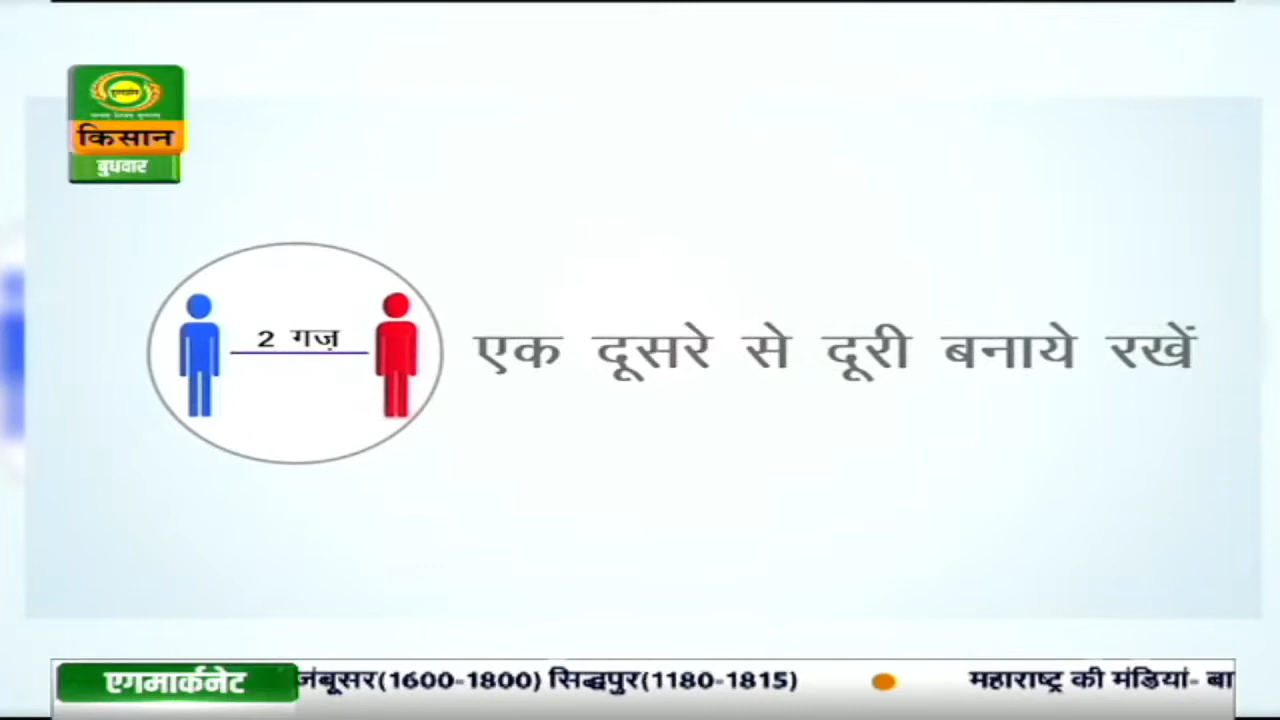 किसान
बुधवार
2 गज़
एक दूसरे से दूरी बनाये रखें
एगमार्कनेट जंबूसर(1600-1800) सिद्धपुर(1180-1815) महाराष्ट्र की मंडियां- बा